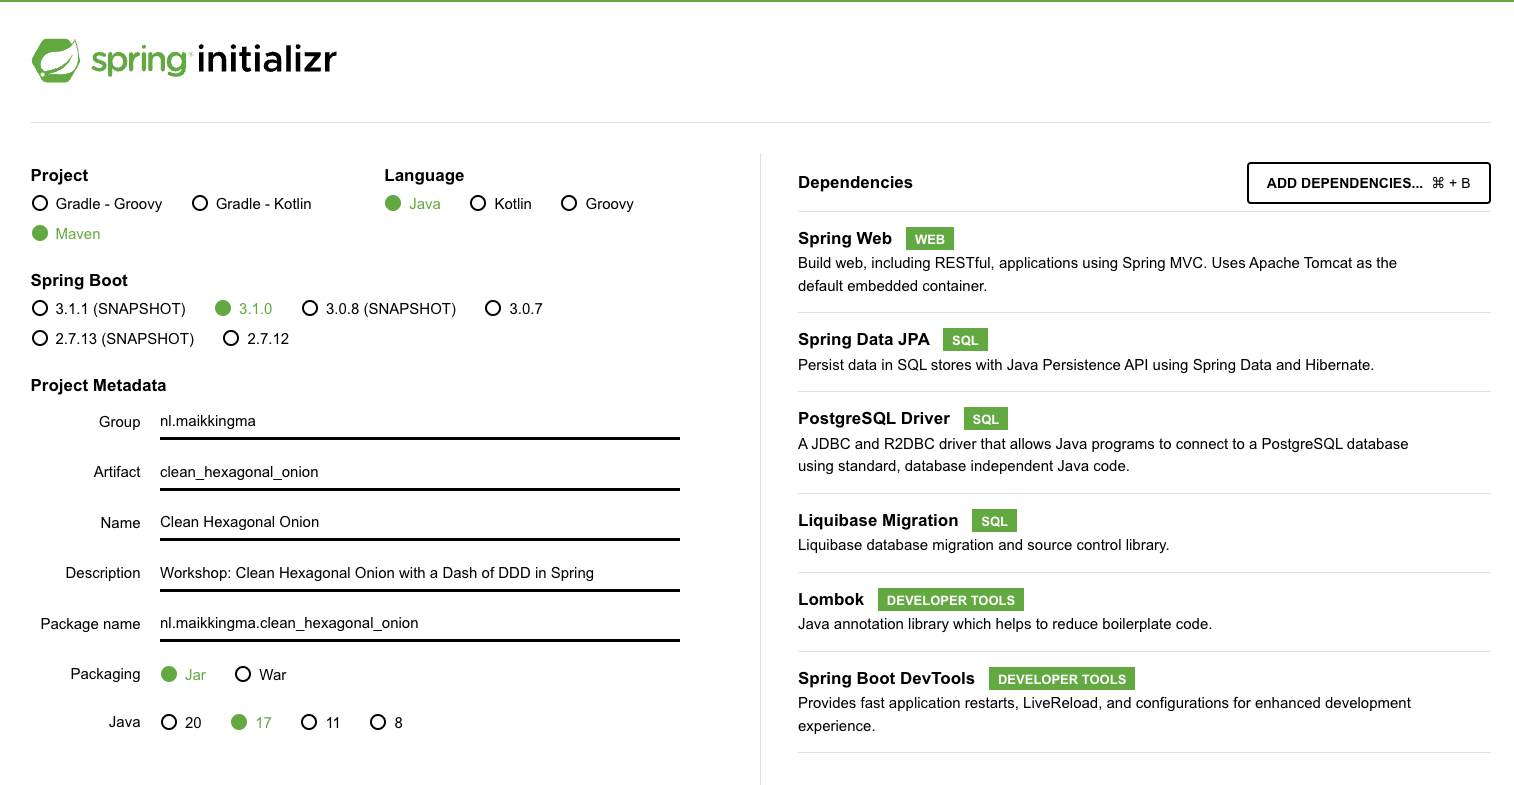 spring initializr
Project
Gradle - Groovy Gradle - Kotlin
Maven
Language
Java Kotlin Groovy
Spring Boot
3.1.1 (SNAPSHOT) 3.1.0 3.0.8 (SNAPSHOT) 3.0.7
2.7.13 (SNAPSHOT) 2.7.12
Project Metadata
Group nl.maikkingma
Artifact clean_hexagonal_onion
Name Clean Hexagonal Onion
Description Workshop: Clean Hexagonal Onion with a Dash of DDD in Spring
Package name nl.maikkingma.clean_hexagonal_onion
Packaging Jar War
Java 20 17 11 8
Dependencies ADD DEPENDENCIES... ⌘ + B
Spring Web WEB
Build web, including RESTful, applications using Spring MVC. Uses Apache Tomcat as the
default embedded container.
Spring Data JPA SQL
Persist data in SQL stores with Java Persistence API using Spring Data and Hibernate.
PostgreSQL Driver SQL
A JDBC and R2DBC driver that allows Java programs to connect to a PostgreSQL database
using standard, database independent Java code.
Liquibase Migration SQL
Liquibase database migration and source control library.
Lombok DEVELOPER TOOLS
Java annotation library which helps to reduce boilerplate code.
Spring Boot DevTools DEVELOPER TOOLS
Provides fast application restarts, LiveReload, and configurations for enhanced development
experience.